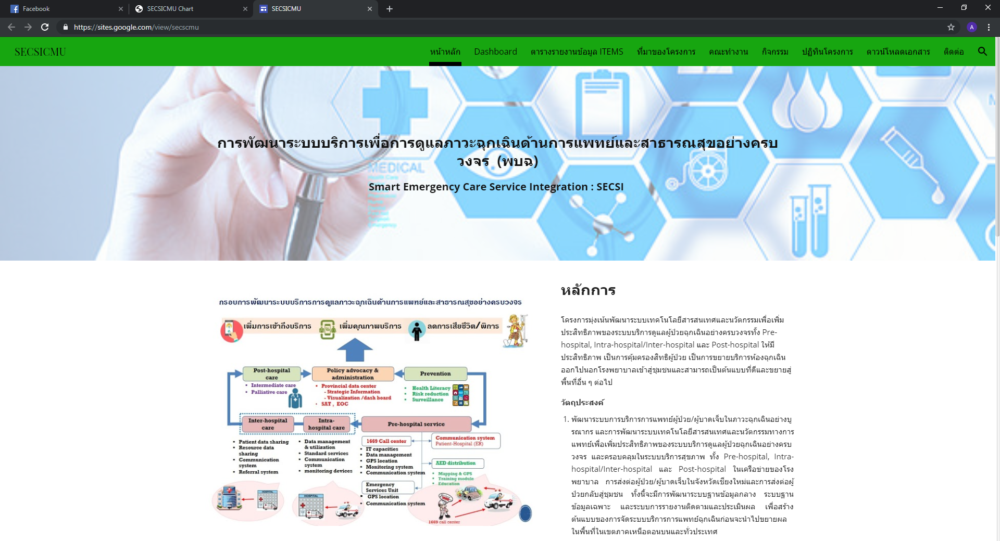 Facebook
SECSICMU Chart
SECSICMU
https://sites.google.com/view/secscmu
A
SECSICMU
หน้าหลัก
Dashboard
ตารางรายงานข้อมูล ITEMS
ที่มาของโครงการ
คณะทำงาน
กิจกรรม
ปฏิทินโครงการ
ดาวน์โหลดเอกสาร
ติดต่อ
การพัฒนาระบบบริการเพื่อการดูแลภาวะฉุกเฉินด้านการแพทย์และสาธารณสุขอย่างครบ
วงจร (พบฉ)
MEDICAL
Health Care
Emergency
Smart Emergency Care Service Integration : SECSI
กรอบการพัฒนาระบบบริการการดูแลภาวะฉุกเฉินด้านการแพทย์และสาธารณสุขอย่างครบวงจร
เพิ่มการเข้าถึงบริการ
เพิ่มคุณภาพบริการ
ลดการเสียชีวิต/พิการ
Post-hospital
care
• Intermediate care
• Palliative care
Policy advocacy &
administration
• Provincial data center
- Strategic Information
- Visualization /dash board
• SAT , EOC
Prevention
• Health Literacy
• Risk reduction
• Surveillance
Inter-hospital
care
Intra-
hospital care
Pre-hospital service
▪ Patient data sharing
▪ Resource data
sharing
▪ Communication
system
▪ Referral system
▪ Data management
& utilization
▪ Standard services
▪ Communication
system
▪ monitoring devices
1669 Call center
▪ IT capacities
▪ Data management
▪ GPS location
▪ Monitoring system
▪ Communication system
Communication system
Patient-Hospital (ER)
AED distribution
▪ Mapping & GPS
▪ Training module
▪ Education
Emergency
Services Unit
▪ GPS location
▪ Communication system
HOSPITAL
HOSPITAL
1669 call center
หลักการ
โครงการมุ่งเน้นพัฒนาระบบเทคโนโลยีสารสนเทศและนวัตกรรมเพื่อเพิ่ม
ประสิทธิภาพของระบบบริการดูแลผู้ป่วยฉุกเฉินอย่างครบวงจรทั้ง Pre-
hospital, Intra-hospital/Inter-hospital และ Post-hospital ให้มี
ประสิทธิภาพ เป็นการคุ้มครองสิทธิผู้ป่วย เป็นการขยายบริการห้องฉุกเฉิน
ออกไปนอกโรงพยาบาลเข้าสู่ชุมชนและสามารถเป็นต้นแบบที่ดีและขยายสู่
พื้นที่อื่น ๆ ต่อไป
วัตถุประสงค์
1. พัฒนาระบบการบริการการแพทย์ผู้ป่วย/ผู้บาดเจ็บในภาวะฉุกเฉินอย่างบู
รณากร และการพัฒนาระบบเทคโนโลยีสารสนเทศและนวัตกรรมทางการ
แพทย์เพื่อเพิ่มประสิทธิภาพของระบบบริการดูแลผู้ป่วยฉุกเฉินอย่างครบ
วงจร และครอบคลุมในระบบบริการสุขภาพ ทั้ง Pre-hospital, Intra-
hospital/Inter-hospital และ Post-hospital ในเครือข่ายของโรง
พยาบาล การส่งต่อผู้ป่วย/ผู้บาดเจ็บในจังหวัดเชียงใหม่และการส่งต่อผู้
ป่วยกลับสู่ชุมชน ทั้งนี้จะมีการพัฒนาระบบฐานข้อมูลกลาง ระบบฐาน
ข้อมูลเฉพาะ และระบบการรายงานติดตามและประเมินผล เพื่อสร้าง
ต้นแบบของการจัดระบบบริการการแพทย์ฉุกเฉินก่อนจะนำไปขยายผล
ในพื้นที่ในเขตภาคเหนือตอนบนและทั่วประเทศ